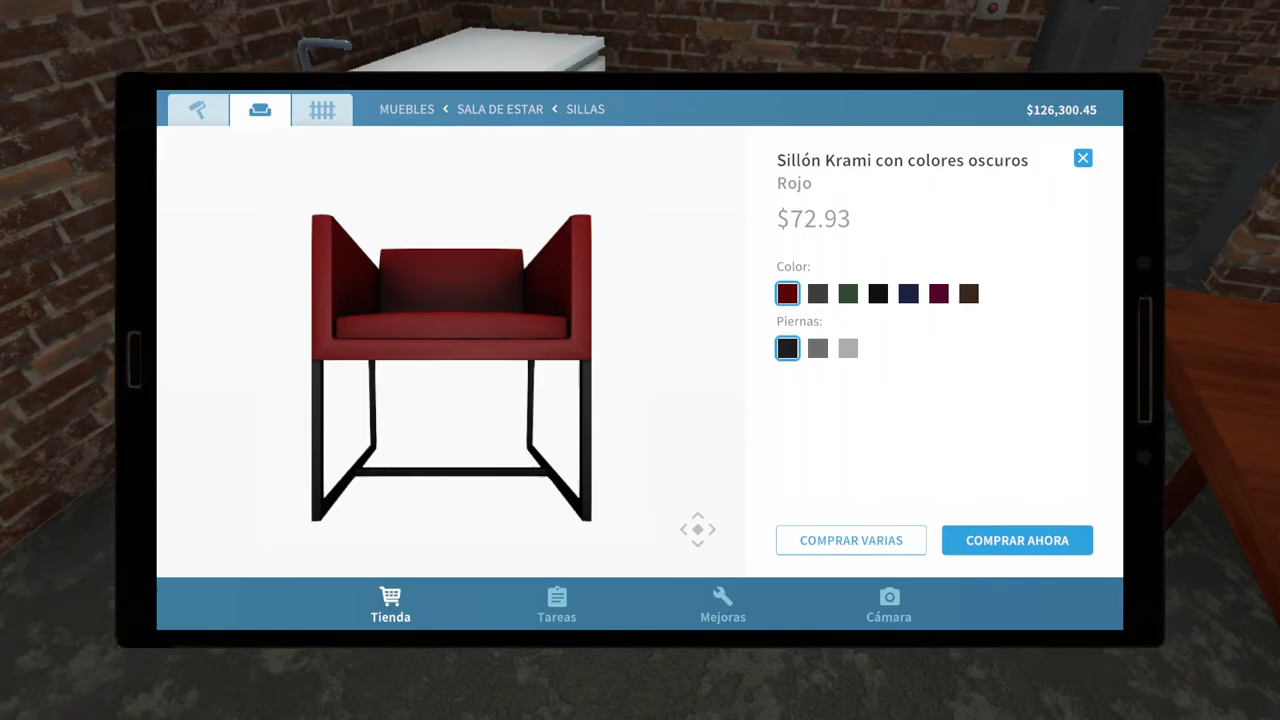 MUEBLES < SALA DE ESTAR < SILLAS
$126,300.45
Sillón Krami con colores oscuros
Rojo
$72.93
Color:
Piernas:
COMPRAR VARIAS
COMPRAR AHORA
Tienda
Tareas
Mejoras
Cámara